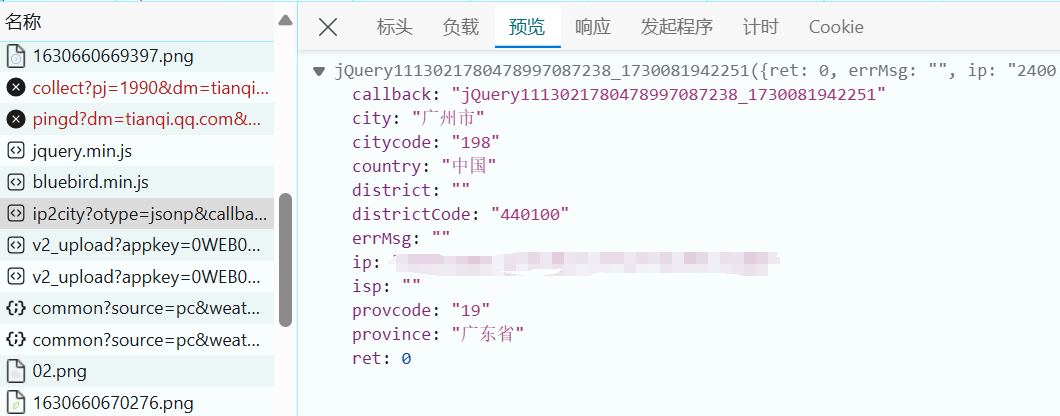 名称
1630660669397.png
collect?pj=1990&dm=tianqi...
pingd?dm=tianqi.qq.com&...
jquery.min.js
bluebird.min.js
ip2city?otype=jsonp&callba...
v2_upload?appkey=0WEB0...
v2_upload?appkey=0WEB0...
common?source=pc&weat...
common?source=pc&weat...
02.png
1630660670276.png
标头 负载 预览 响应 发起程序 计时 Cookie
jQuery1113021780478997087238_1730081942251({ret: 0, errMsg: "", ip: "2400
callback: "jQuery1113021780478997087238_1730081942251"
city: "广州市"
citycode: "198"
country: "中国"
district: ""
districtCode: "440100"
errMsg: ""
ip:
isp: ""
provcode: "19"
province: "广东省"
ret: 0